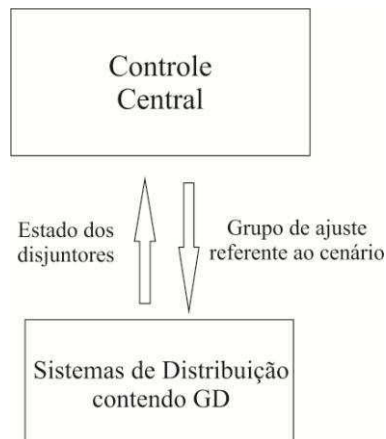 Controle
Central
Estado dos
disjuntores
Grupo de ajuste
referente ao cenário
Sistemas de Distribuição
contendo GD